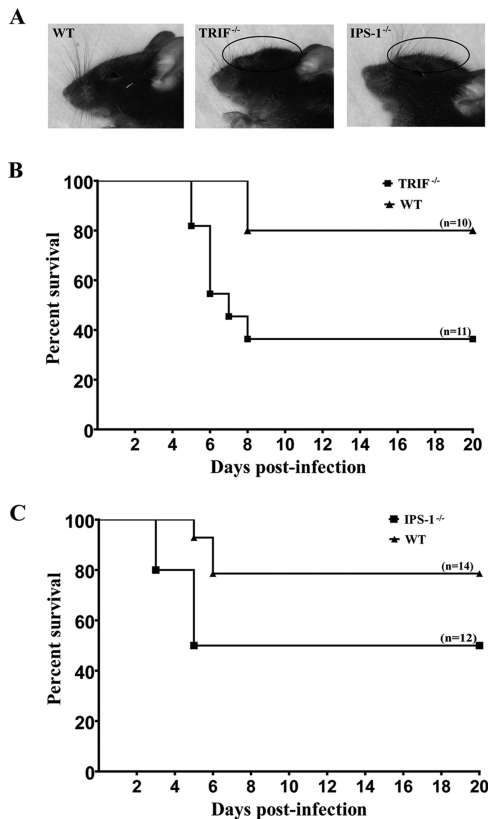 A
WT
TRIF-/-
IPS-1-/-
B
100
80
60
40
20
0
Percent survival
TRIF-/-
WT
(n=10)
(n=11)
2 4 6 8 10 12 14 16 18 20
Days post-infection
C
100
80
60
40
20
0
Percent survival
IPS-1-/-
WT
(n=14)
(n=12)
2 4 6 8 10 12 14 16 18 20
Days post-infection